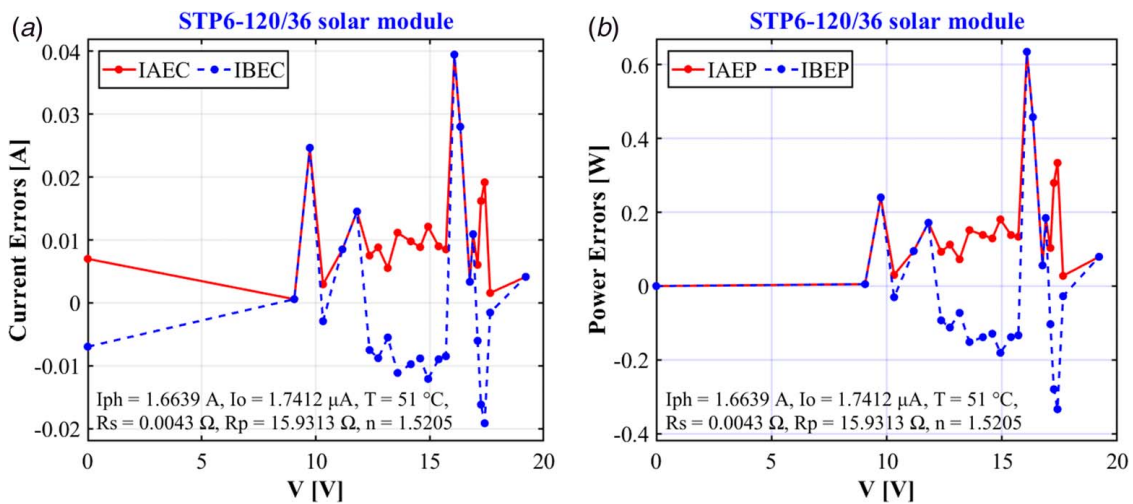 (a)
STP6-120/36 solar module
0.04
0.03
0.02
0.01
0
-0.01
-0.02
Current Errors [A]
IAEC IBEC
Iph = 1.6639 A, Io = 1.7412 μA, T = 51 °C,
Rs = 0.0043 Ω, Rp = 15.9313 Ω, n = 1.5205
0 5 10 15 20
V [V]
(b)
STP6-120/36 solar module
0.6
0.4
0.2
0
-0.2
-0.4
Power Errors [W]
IAEP IBEP
Iph = 1.6639 A, Io = 1.7412 μA, T = 51 °C,
Rs = 0.0043 Ω, Rp = 15.9313 Ω, n = 1.5205
0 5 10 15 20
V [V]